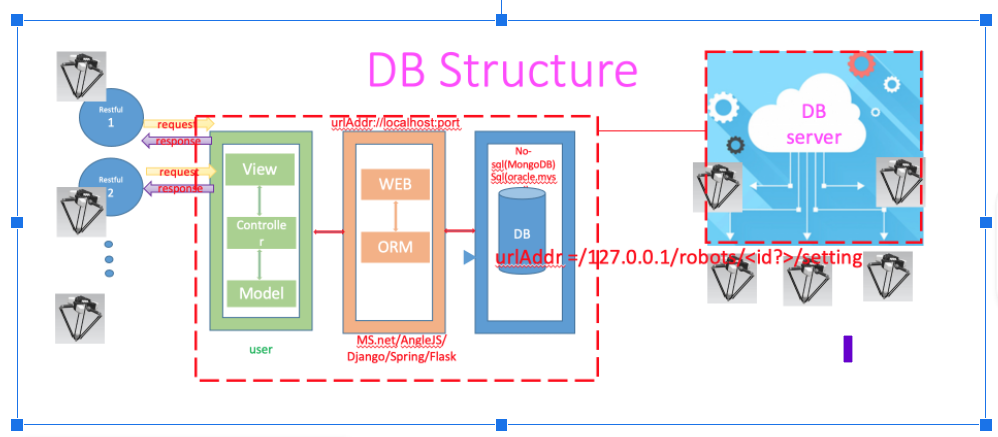 DB Structure
Restful
1
request
response
Restful
2
request
response
urlAddr://localhost:port
View
Controlle
r
Model
user
WEB
ORM
MS.net/AngleJS/
Django/Spring/Flask
No-
sql(MongoDB)
Sql(oracle.mvs
DB
DB
server
urlAddr =/127.0.0.1/robots/<id?>/setting